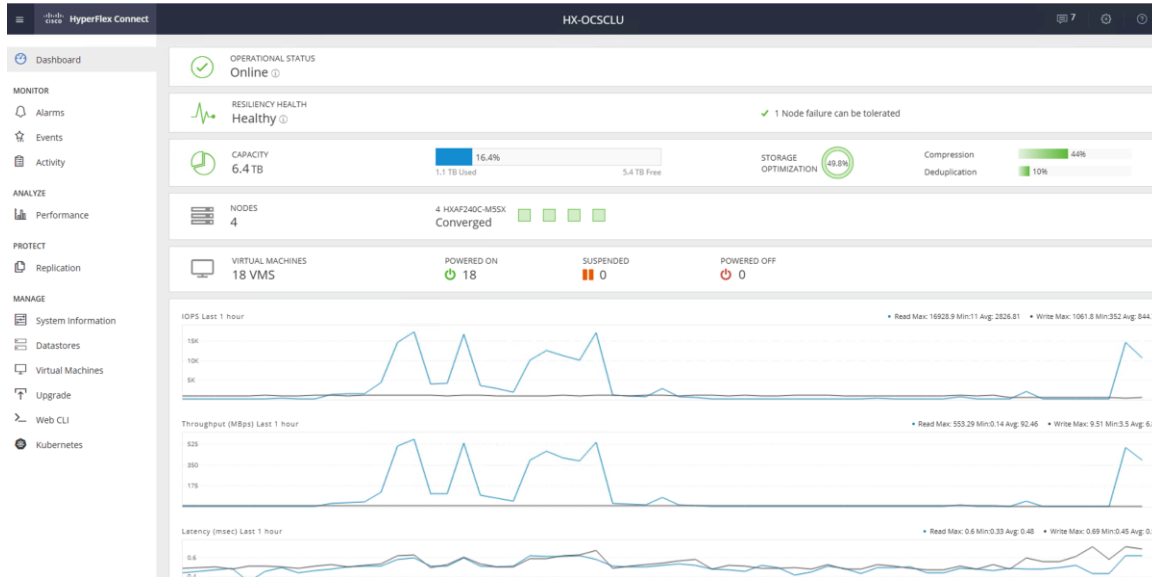 CISCO HyperFlex Connect
HX-OCSCLU
7
Dashboard
MONITOR
Alarms
Events
Activity
ANALYZE
Performance
PROTECT
Replication
MANAGE
System Information
Datastores
Virtual Machines
Upgrade
Web CLI
Kubernetes
OPERATIONAL STATUS
Online
RESILIENCY HEALTH
Healthy
1 Node failure can be tolerated
CAPACITY
6.4 TB
16.4%
1.1 TB Used
5.4 TB Free
STORAGE
OPTIMIZATION
49.8%
Compression
44%
Deduplication
10%
NODES
4
4 HXAF240C-M5SX
Converged
VIRTUAL MACHINES
18 VMS
POWERED ON
18
SUSPENDED
0
POWERED OFF
0
IOPS Last 1 hour
Read Max: 16928.9 Min:11 Avg: 2826.81
Write Max: 1061.8 Min:352 Avg: 844.
15K
10K
5K
Throughput (MBps) Last 1 hour
Read Max: 553.29 Min:0.14 Avg: 92.46
Write Max: 9.51 Min:3.5 Avg: 6.
525
350
175
Latency (msec) Last 1 hour
Read Max: 0.6 Min:0.33 Avg: 0.48
Write Max: 0.69 Min:0.45 Avg: 0.
0.6
0.4